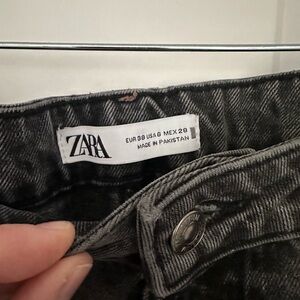 ZARA
EUR 38 USA 6 MEX 28
MADE IN PAKISTAN